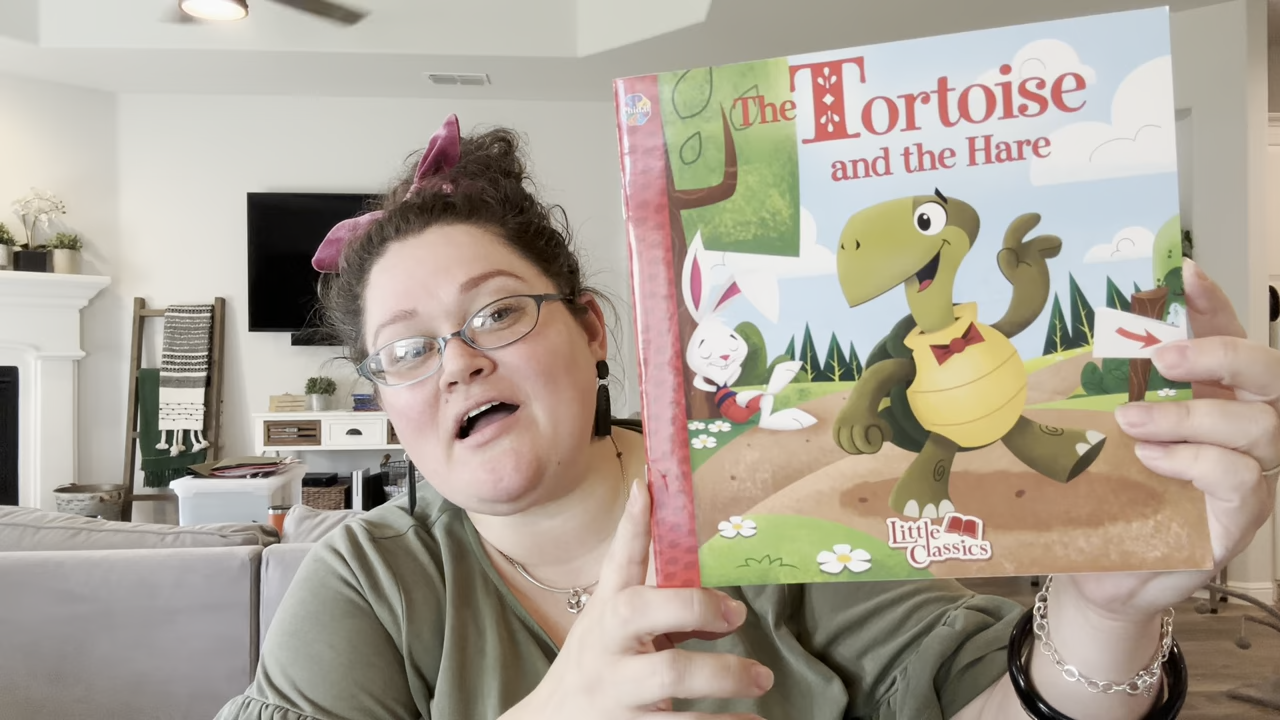 The Tortoise
and the Hare
Little
Classics